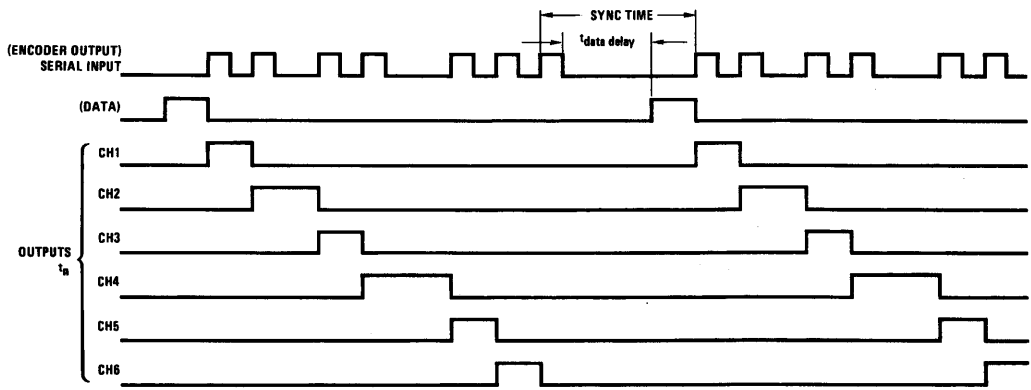 SYNC TIME
tdata delay
(ENCODER OUTPUT)
SERIAL INPUT
(DATA)
CH1
CH2
CH3
OUTPUTS
tn
CH4
CH5
CH6